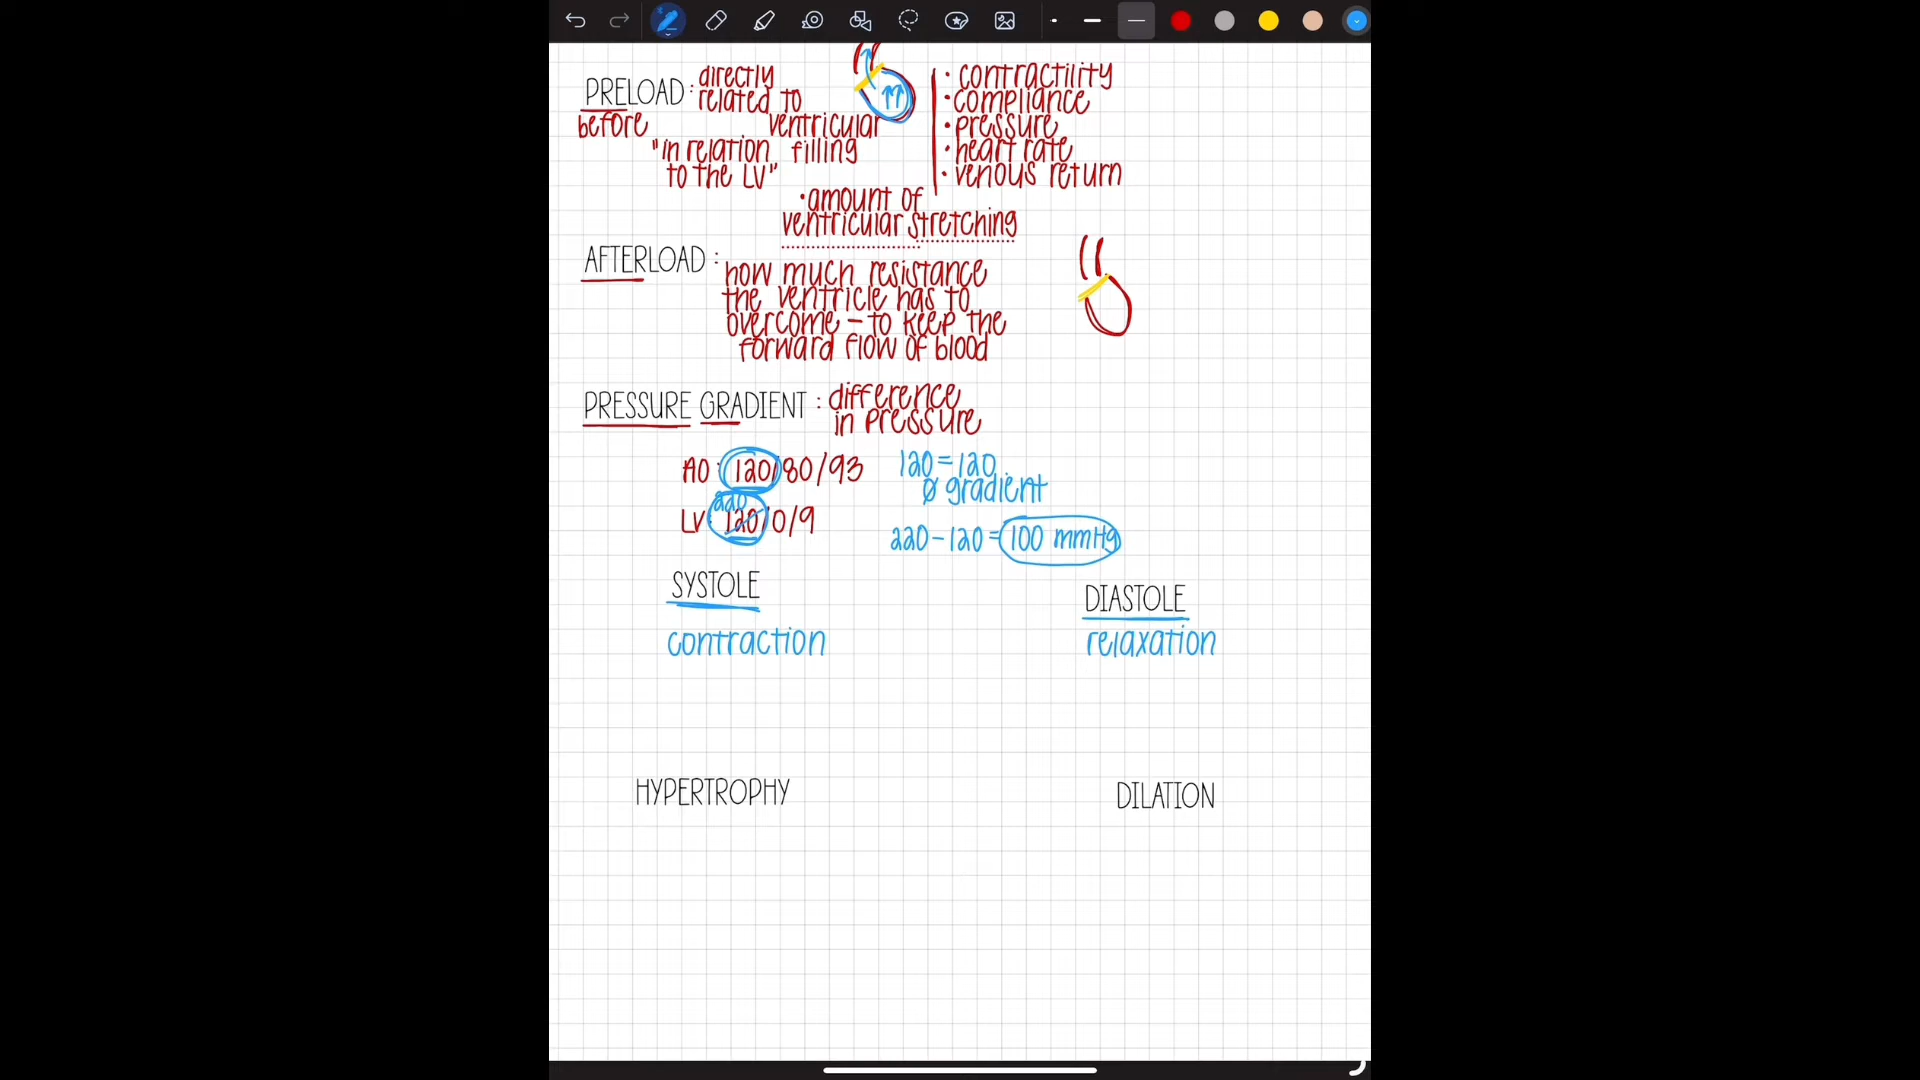 PRELOAD : directly
related to
before ventricular
"in relation filling
to the LV"
· contractility
· compliance
· pressure
· heart rate
· venous return
· amount of
ventricular stretching
AFTERLOAD :
how much resistance
the ventricle has to
overcome – to keep the
forward flow of blood
PRESSURE GRADIENT : difference
in pressure
AO : 120/80/93
120 = 120
Ø gradient
220
LV : 120/0/9
220 – 120 = 100 mmHg
SYSTOLE
contraction
DIASTOLE
relaxation
HYPERTROPHY
DILATION